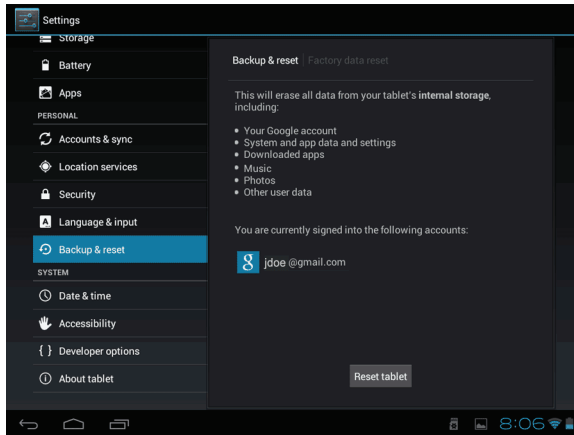 Settings
Storage
Battery
Apps
PERSONAL
Accounts & sync
Location services
Security
Language & input
Backup & reset
SYSTEM
Date & time
Accessibility
{ } Developer options
About tablet
Backup & reset Factory data reset
This will erase all data from your tablet's internal storage,
including:
• Your Google account
• System and app data and settings
• Downloaded apps
• Music
• Photos
• Other user data
You are currently signed into the following accounts:
g jdoe @gmail.com
Reset tablet
8:06